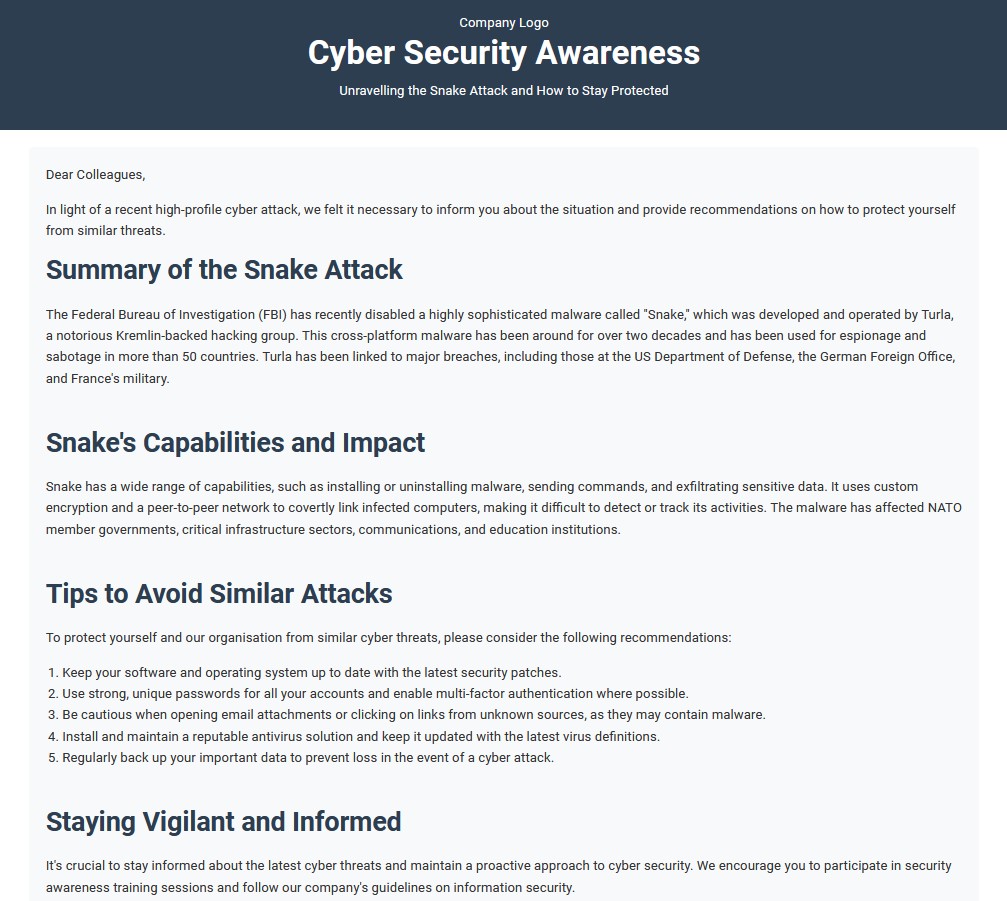 Company Logo
Cyber Security Awareness
Unravelling the Snake Attack and How to Stay Protected
Dear Colleagues,
In light of a recent high-profile cyber attack, we felt it necessary to inform you about the situation and provide recommendations on how to protect yourself
from similar threats.
Summary of the Snake Attack
The Federal Bureau of Investigation (FBI) has recently disabled a highly sophisticated malware called "Snake," which was developed and operated by Turla,
a notorious Kremlin-backed hacking group. This cross-platform malware has been around for over two decades and has been used for espionage and
sabotage in more than 50 countries. Turla has been linked to major breaches, including those at the US Department of Defense, the German Foreign Office,
and France's military.
Snake's Capabilities and Impact
Snake has a wide range of capabilities, such as installing or uninstalling malware, sending commands, and exfiltrating sensitive data. It uses custom
encryption and a peer-to-peer network to covertly link infected computers, making it difficult to detect or track its activities. The malware has affected NATO
member governments, critical infrastructure sectors, communications, and education institutions.
Tips to Avoid Similar Attacks
To protect yourself and our organisation from similar cyber threats, please consider the following recommendations:
1. Keep your software and operating system up to date with the latest security patches.
2. Use strong, unique passwords for all your accounts and enable multi-factor authentication where possible.
3. Be cautious when opening email attachments or clicking on links from unknown sources, as they may contain malware.
4. Install and maintain a reputable antivirus solution and keep it updated with the latest virus definitions.
5. Regularly back up your important data to prevent loss in the event of a cyber attack.
Staying Vigilant and Informed
It's crucial to stay informed about the latest cyber threats and maintain a proactive approach to cyber security. We encourage you to participate in security
awareness training sessions and follow our company's guidelines on information security.